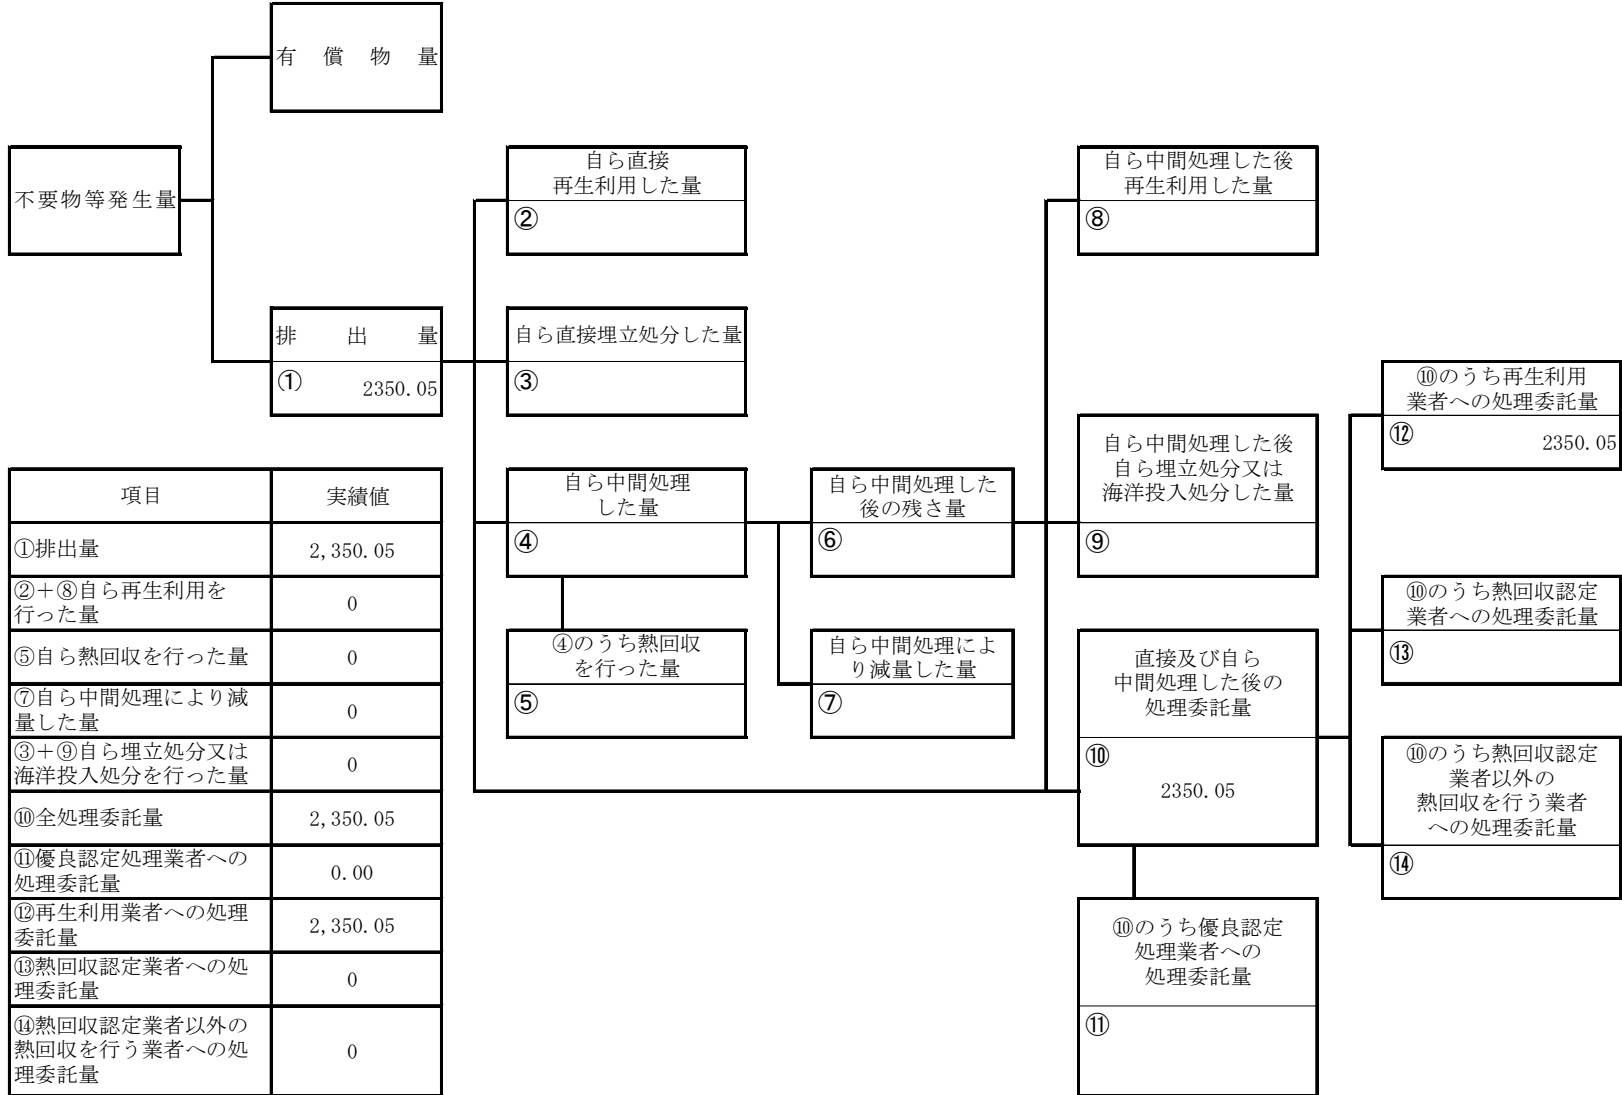 有償物量
不要物等発生量
排出量
① 2350.05
自ら直接
再生利用した量
②
自ら直接埋立処分した量
③
自ら中間処理
した量
④
④のうち熱回収
を行った量
⑤
自ら中間処理した
後の残さ量
⑥
自ら中間処理によ
り減量した量
⑦
自ら中間処理した後
再生利用した量
⑧
自ら中間処理した後
自ら埋立処分又は
海洋投入処分した量
⑨
直接及び自ら
中間処理した後の
処理委託量
⑩
2350.05
⑩のうち優良認定
処理業者への
処理委託量
⑪
⑩のうち再生利用
業者への処理委託量
⑫ 2350.05
⑩のうち熱回収認定
業者への処理委託量
⑬
⑩のうち熱回収認定
業者以外の
熱回収を行う業者
への処理委託量
⑭
項目 実績値
①排出量 2,350.05
②+⑧自ら再生利用を
行った量 0
⑤自ら熱回収を行った量 0
⑦自ら中間処理により減
量した量 0
③+⑨自ら埋立処分又は
海洋投入処分を行った量 0
⑩全処理委託量 2,350.05
⑪優良認定処理業者への
処理委託量 0.00
⑫再生利用業者への処理
委託量 2,350.05
⑬熱回収認定業者への処
理委託量 0
⑭熱回収認定業者以外の
熱回収を行う業者への処
理委託量 0